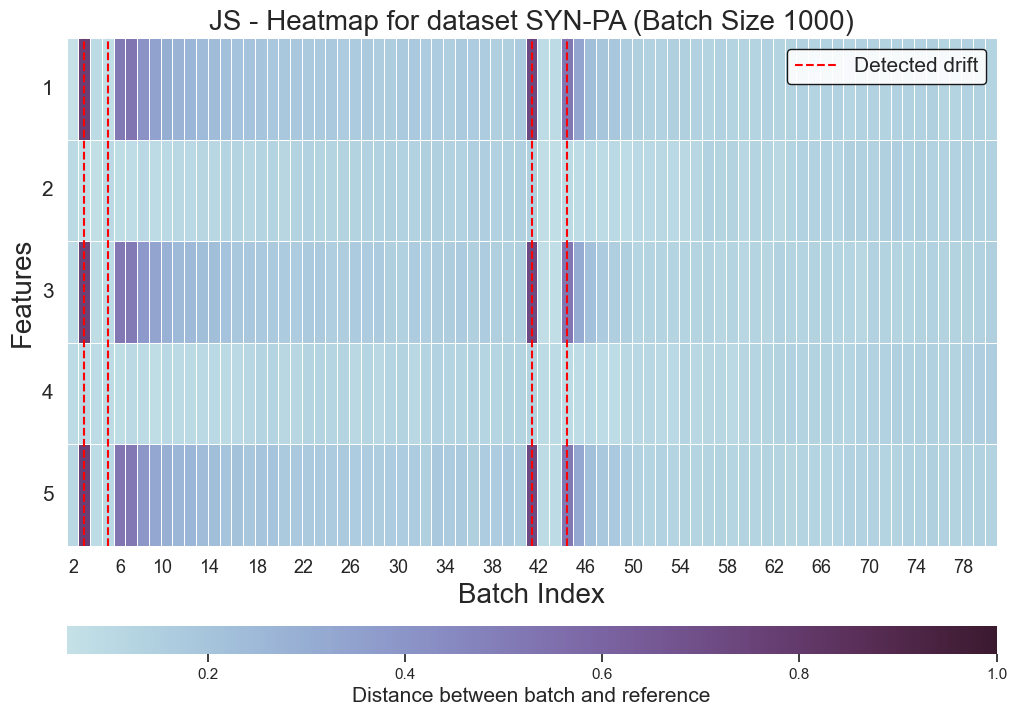 JS - Heatmap for dataset SYN-PA (Batch Size 1000)
Detected drift
Features
1
2
3
4
5
2 6 10 14 18 22 26 30 34 38 42 46 50 54 58 62 66 70 74 78
Batch Index
0.2 0.4 0.6 0.8 1.0
Distance between batch and reference